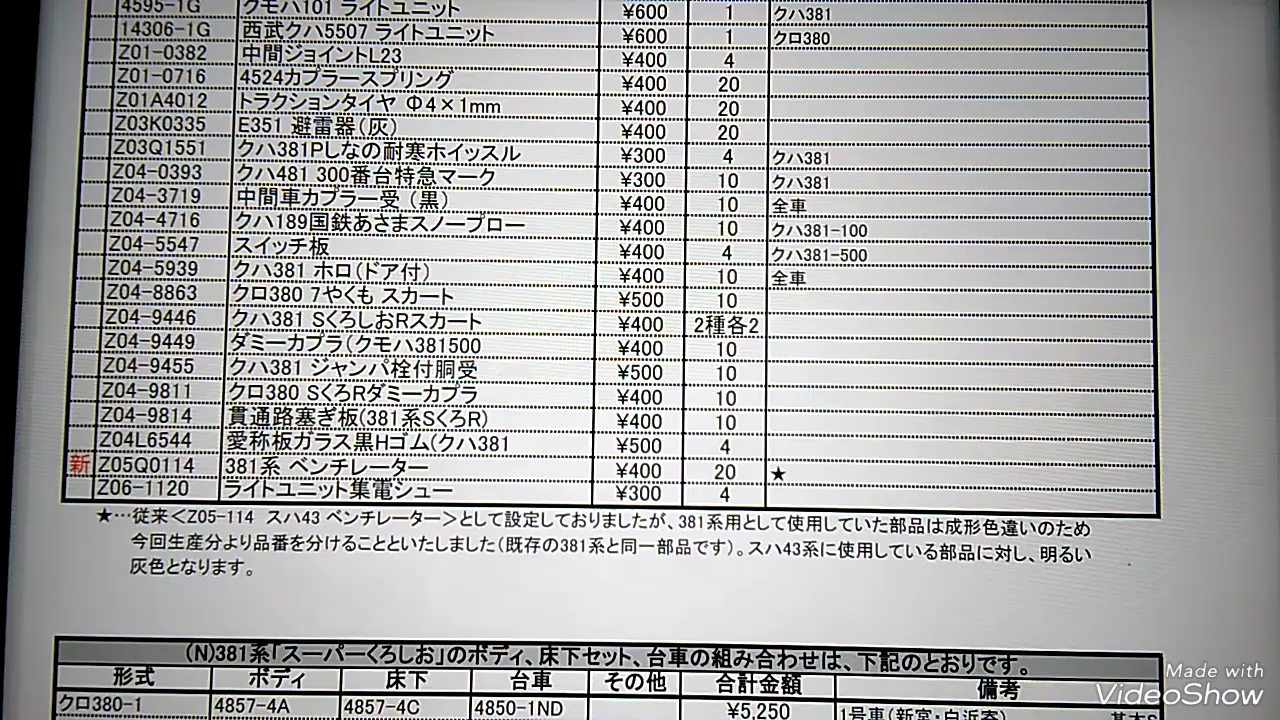 4595-1G クモハ101 ライトユニット ¥600 1 クハ381
14306-1G 西武クハ5507 ライトユニット ¥600 1 クロ380
Z01-0382 中間ジョイントL23 ¥400 4
Z01-0716 4524カプラースプリング ¥400 20
Z01A4012 トラクションタイヤ Φ4×1mm ¥400 20
Z03K0335 E351 避雷器(灰) ¥400 20
Z03Q1551 クハ381Pしなの耐寒ホイッスル ¥300 4 クハ381
Z04-0393 クハ481 300番台特急マーク ¥300 10 クハ381
Z04-3719 中間車カプラー受(黒) ¥400 10 全車
Z04-4716 クハ189国鉄あさまスノープロー ¥400 10 クハ381-100
Z04-5547 スイッチ板 ¥400 4 クハ381-500
Z04-5939 クハ381 ホロ(ドア付) ¥400 10 全車
Z04-8863 クロ380 7やくも スカート ¥500 10
Z04-9446 クハ381 SくろしおRスカート ¥400 2種各2
Z04-9449 ダミーカプラ(クモハ381500 ¥400 10
Z04-9455 クハ381 ジャンパ栓付胴受 ¥500 10
Z04-9811 クロ380 SくろRダミーカプラ ¥400 10
Z04-9814 貫通路塞ぎ板(381系SくろR) ¥400 10
Z04L6544 愛称板ガラス黒Hゴム(クハ381 ¥500 4
新 Z05Q0114 381系 ベンチレーター ¥400 20 ★
Z06-1120 ライトユニット集電シュー ¥300 4
★…従来<Z05-114 スハ43 ベンチレーター>として設定しておりましたが、381系用として使用していた部品は成形色違いのため
今回生産分より品番を分けることといたしました(既存の381系と同一部品です)。スハ43系に使用している部品に対し、明るい
灰色となります。
(N)381系「スーパーくろしお」のボディ、床下セット、台車の組み合わせは、下記のとおりです。
形式 ボディ 床下 台車 その他 合計金額 備考
クロ380-1 4857-4A 4857-4C 4850-1ND ¥5,250 1号車(新宮・白浜寄)
Made with
VideoShow